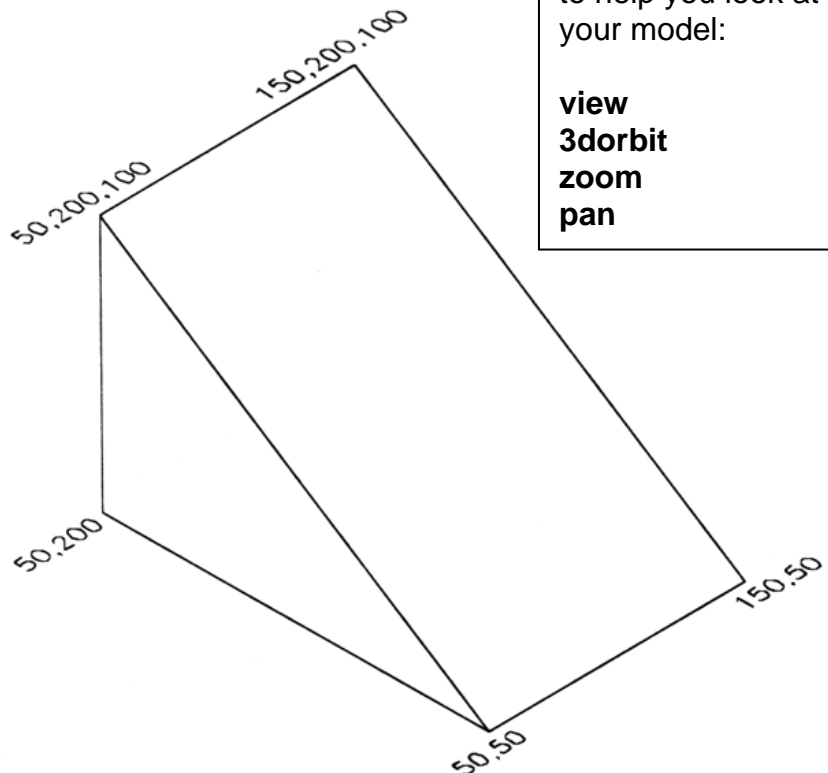 to help you look at
your model:
view
3dorbit
zoom
pan
150,200,100
50,200,100
50,200
150,50
50,50